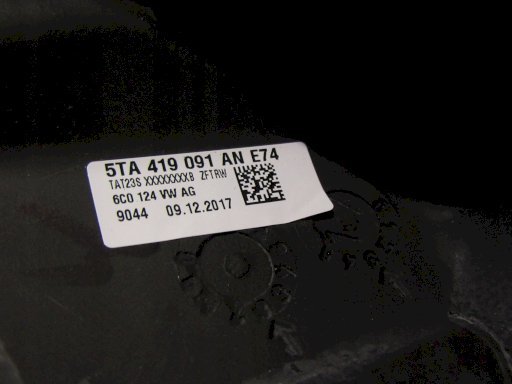 5TA 419 091 AN E74
TAT23S XXXXXXXXB ZFTRW
6C0 124 VW AG
9044 09.12.2017